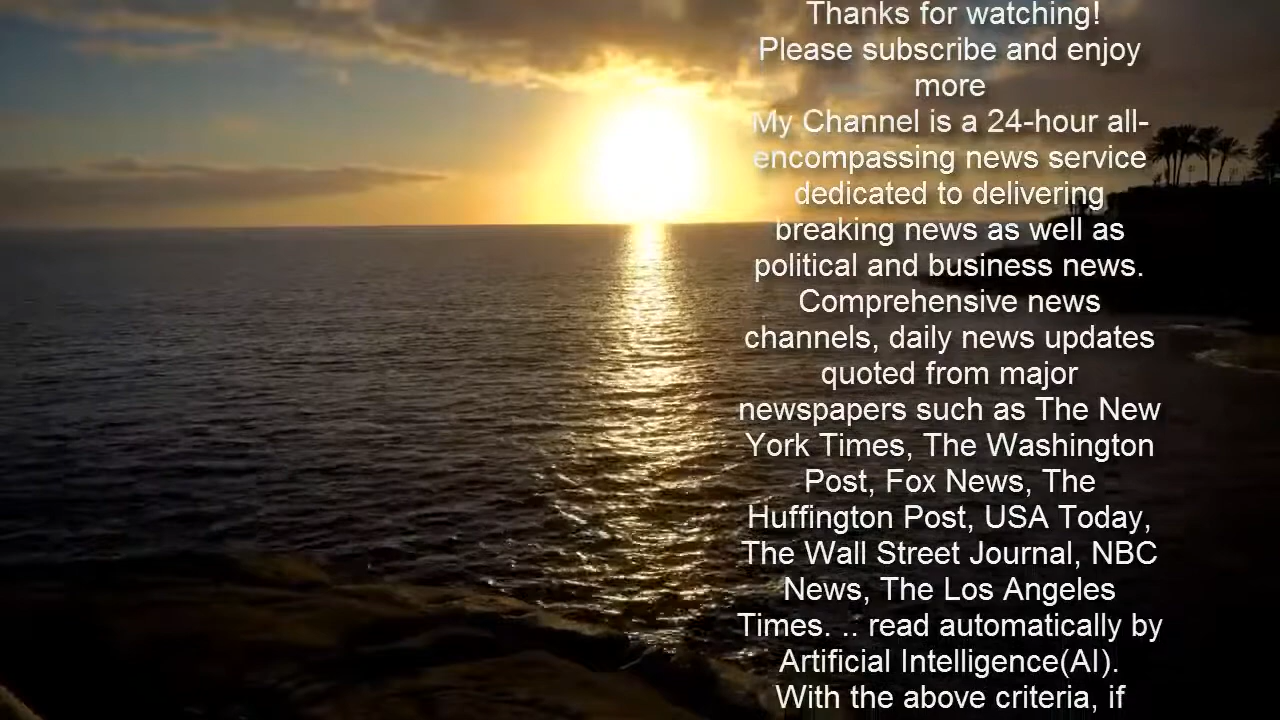 Thanks for watching!
Please subscribe and enjoy
more
My Channel is a 24-hour all-
encompassing news service
dedicated to delivering
breaking news as well as
political and business news.
Comprehensive news
channels, daily news updates
quoted from major
newspapers such as The New
York Times, The Washington
Post, Fox News, The
Huffington Post, USA Today,
The Wall Street Journal, NBC
News, The Los Angeles
Times. .. read automatically by
Artificial Intelligence(AI).
With the above criteria, if